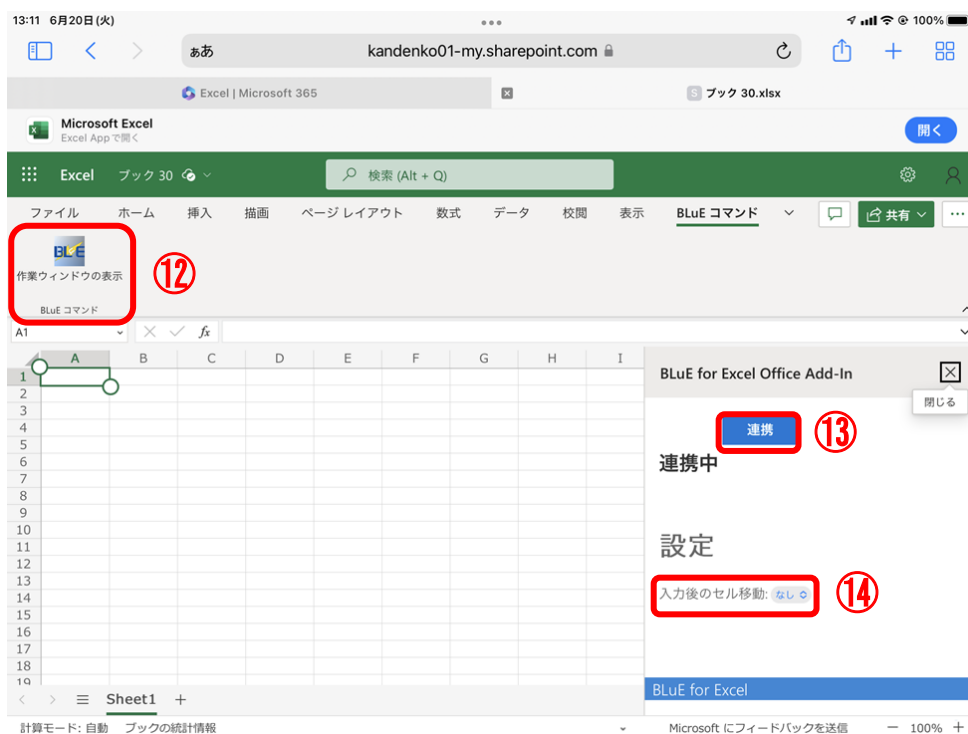 13:11 6月20日(火) 100%
ぁあ kandenko01-my.sharepoint.com
Excel | Microsoft 365
S ブック 30.xlsx
Microsoft Excel
Excel Appで開く
開く
Excel ブック 30 検索 (Alt + Q)
ファイル ホーム 挿入 描画 ページ レイアウト 数式 データ 校閲 表示 BLuE コマンド 共有
BLuE
作業ウィンドウの表示
BLuE コマンド
⑫
A1 fx
A B C D E F G H I
1
2
3
4
5
6
7
8
9
10
11
12
13
14
15
16
17
18
19
BLuE for Excel Office Add-In
閉じる
連携
⑬
連携中
設定
入力後のセル移動: なし
⑭
BLuE for Excel
Sheet1 +
計算モード: 自動 ブックの統計情報 Microsoft にフィードバックを送信 − 100% +